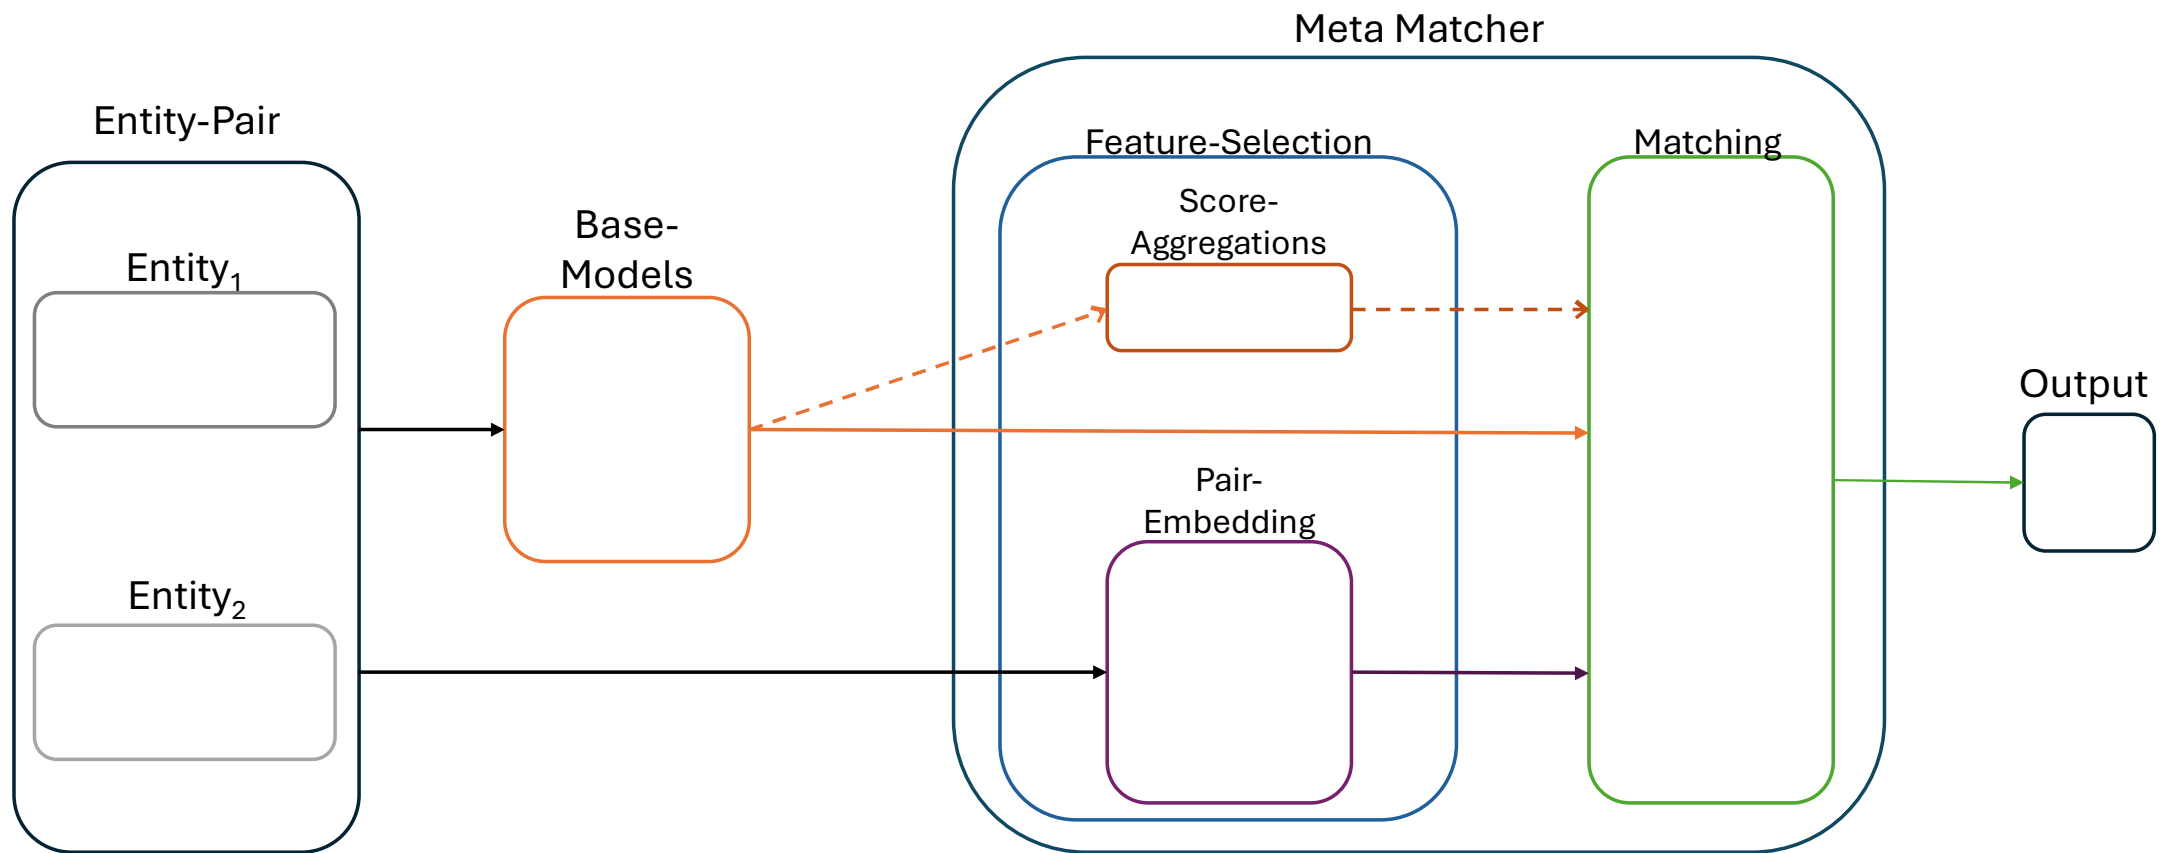 Meta Matcher
Entity-Pair
Feature-Selection
Matching
Score-
Aggregations
Base-
Models
Entity₁
Output
Pair-
Embedding
Entity₂